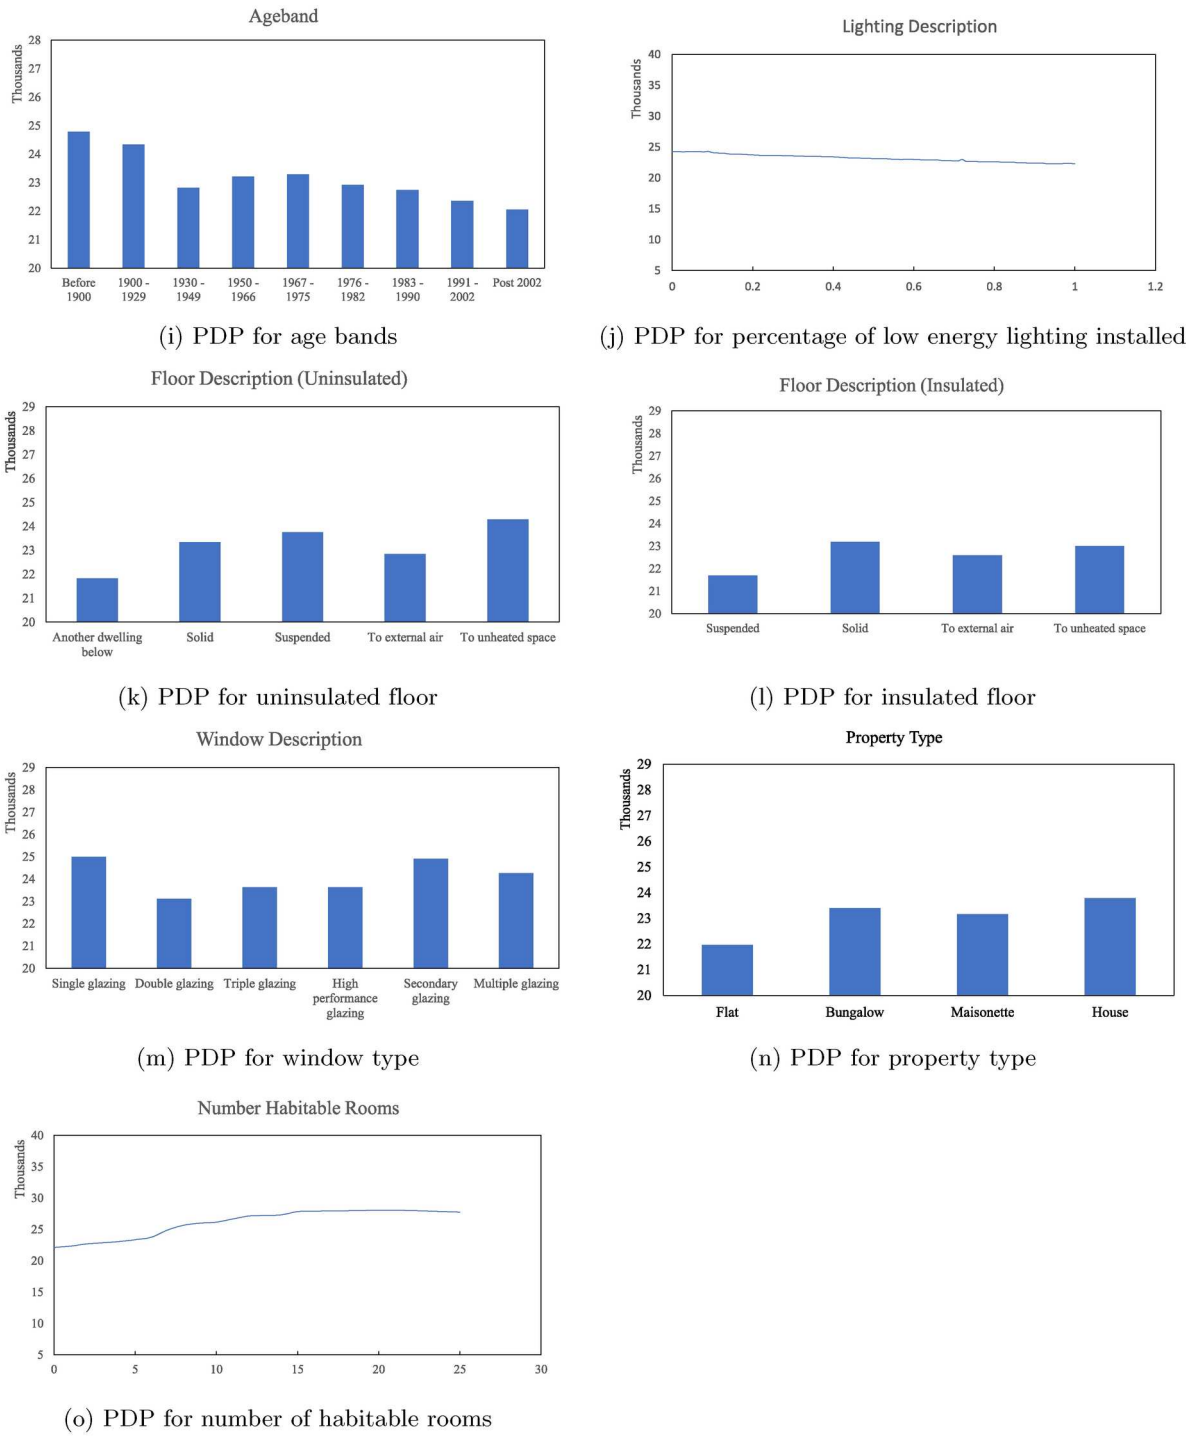 Ageband
Thousands
28
27
26
25
24
23
22
21
20
Before 1900
1900 - 1929
1930 - 1949
1950 - 1966
1967 - 1975
1976 - 1982
1983 - 1990
1991 - 2002
Post 2002
(i) PDP for age bands
Lighting Description
Thousands
40
35
30
25
20
15
10
5
0 0.2 0.4 0.6 0.8 1 1.2
(j) PDP for percentage of low energy lighting installed
Floor Description (Uninsulated)
Thousands
29
28
27
26
25
24
23
22
21
20
Another dwelling below
Solid
Suspended
To external air
To unheated space
(k) PDP for uninsulated floor
Floor Description (Insulated)
Thousands
29
28
27
26
25
24
23
22
21
20
Suspended
Solid
To external air
To unheated space
(l) PDP for insulated floor
Window Description
Thousands
29
28
27
26
25
24
23
22
21
20
Single glazing
Double glazing
Triple glazing
High performance glazing
Secondary glazing
Multiple glazing
(m) PDP for window type
Property Type
Thousands
29
28
27
26
25
24
23
22
21
20
Flat
Bungalow
Maisonette
House
(n) PDP for property type
Number Habitable Rooms
Thousands
40
35
30
25
20
15
10
5
0 5 10 15 20 25 30
(o) PDP for number of habitable rooms